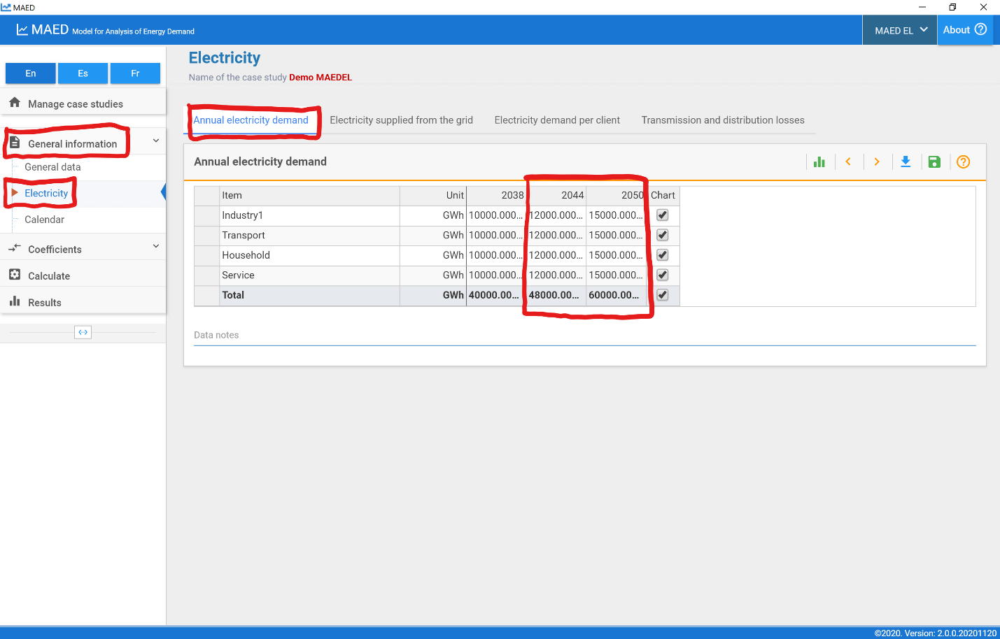 MAED
MAED Model for Analysis of Energy Demand
MAED EL
About
En Es Fr
Manage case studies
General information
General data
Electricity
Calendar
Coefficients
Calculate
Results
Electricity
Name of the case study Demo MAEDEL
Annual electricity demand Electricity supplied from the grid Electricity demand per client Transmission and distribution losses
Annual electricity demand
Item Unit 2038 2044 2050 Chart
Industry1 GWh 10000.000... 12000.000... 15000.000...
Transport GWh 10000.000... 12000.000... 15000.000...
Household GWh 10000.000... 12000.000... 15000.000...
Service GWh 10000.000... 12000.000... 15000.000...
Total GWh 40000.00... 48000.00... 60000.00...
Data notes
©2020. Version: 2.0.0.20201120